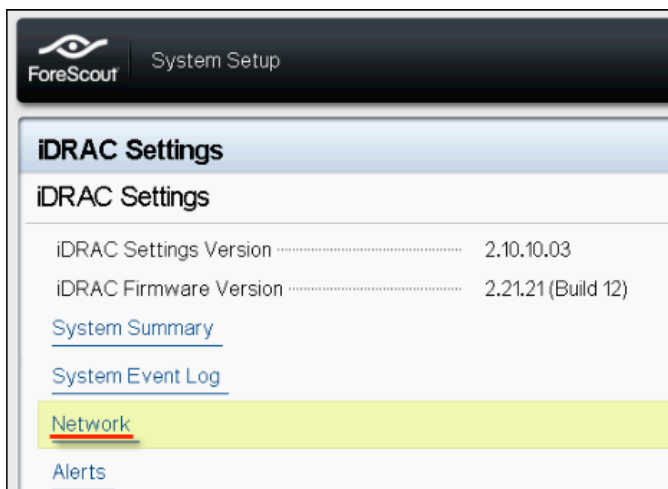 ForeScout
System Setup
iDRAC Settings
iDRAC Settings
iDRAC Settings Version 2.10.10.03
iDRAC Firmware Version 2.21.21 (Build 12)
System Summary
System Event Log
Network
Alerts